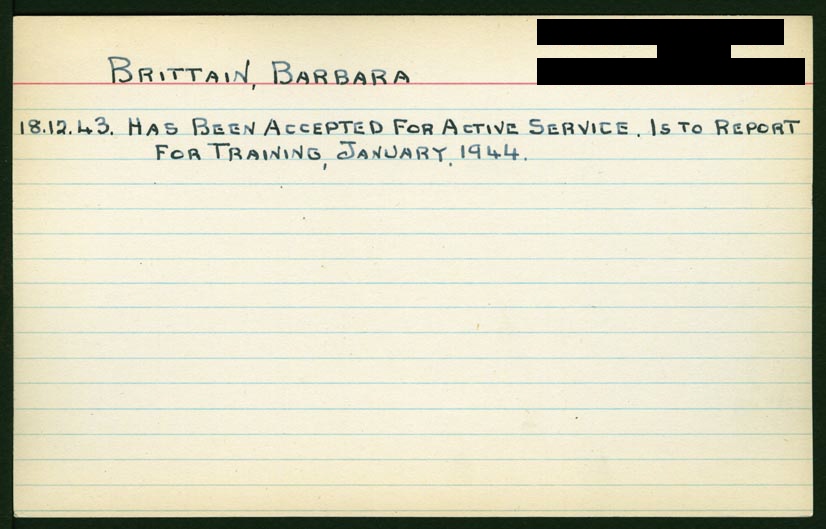 BRITTAIN, BARBARA
18.12.43. HAS BEEN ACCEPTED FOR ACTIVE SERVICE. IS TO REPORT
FOR TRAINING, JANUARY, 1944.